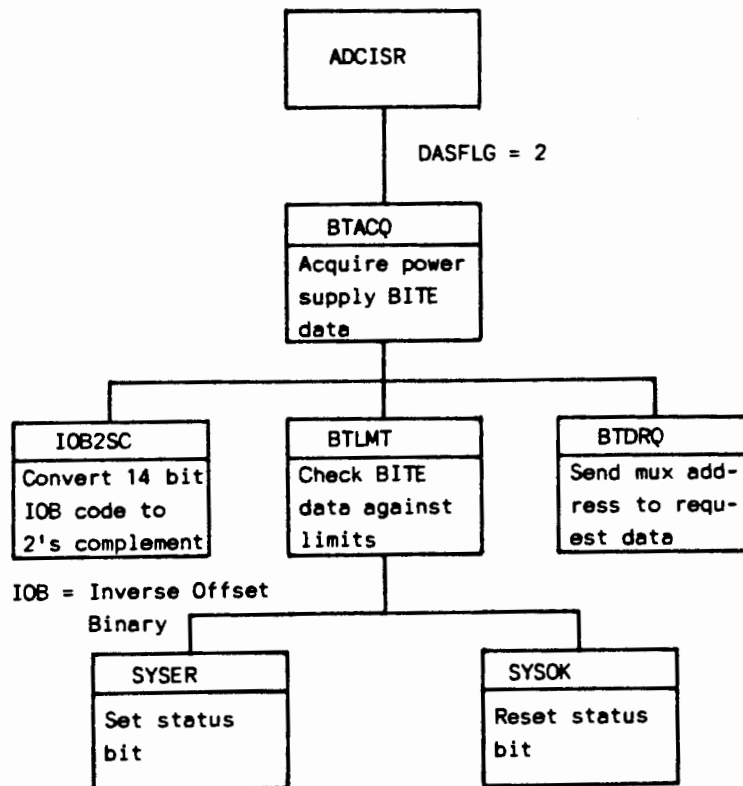 ADCISR
DASFLG = 2
BTACQ
Acquire power
supply BITE
data
IOB2SC
Convert 14 bit
IOB code to
2's complement
BTLMT
Check BITE
data against
limits
BTDRQ
Send mux add-
ress to requ-
est data
IOB = Inverse Offset
Binary
SYSER
Set status
bit
SYSOK
Reset status
bit